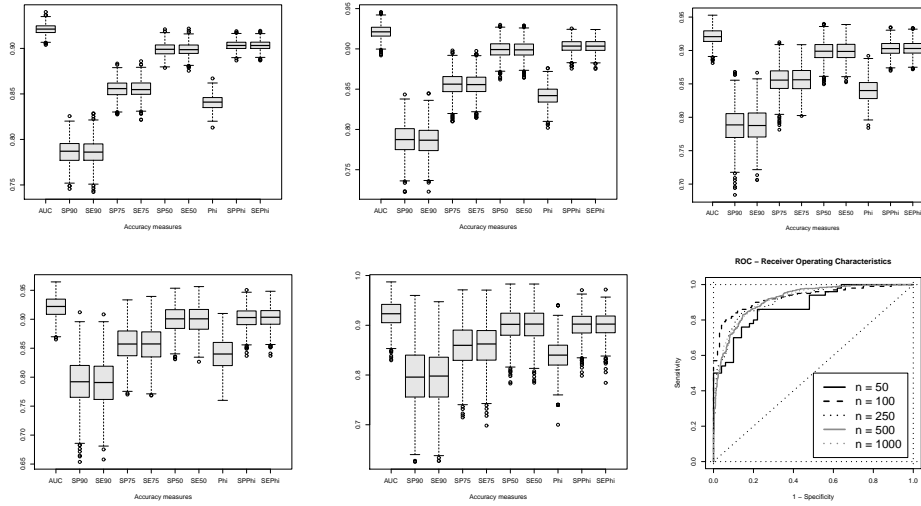 0.90
0.85
0.80
0.75
AUC SP90 SE90 SP75 SE75 SP50 SE50 Phi SPPhi SEPhi
Accuracy measures
0.90
0.85
0.80
0.75
AUC SP90 SE90 SP75 SE75 SP50 SE50 Phi SPPhi SEPhi
Accuracy measures
0.95
0.90
0.85
0.80
0.75
0.70
AUC SP90 SE90 SP75 SE75 SP50 SE50 Phi SPPhi SEPhi
Accuracy measures
0.95
0.90
0.85
0.80
0.75
0.70
0.65
AUC SP90 SE90 SP75 SE75 SP50 SE50 Phi SPPhi SEPhi
Accuracy measures
1.0
0.9
0.8
0.7
AUC SP90 SE90 SP75 SE75 SP50 SE50 Phi SPPhi SEPhi
Accuracy measures
ROC − Receiver Operating Characteristics
Sensitivity
1.0
0.8
0.6
0.4
0.2
0.0
n = 50
n = 100
n = 250
n = 500
n = 1000
0.0 0.2 0.4 0.6 0.8 1.0
1 − Specificity